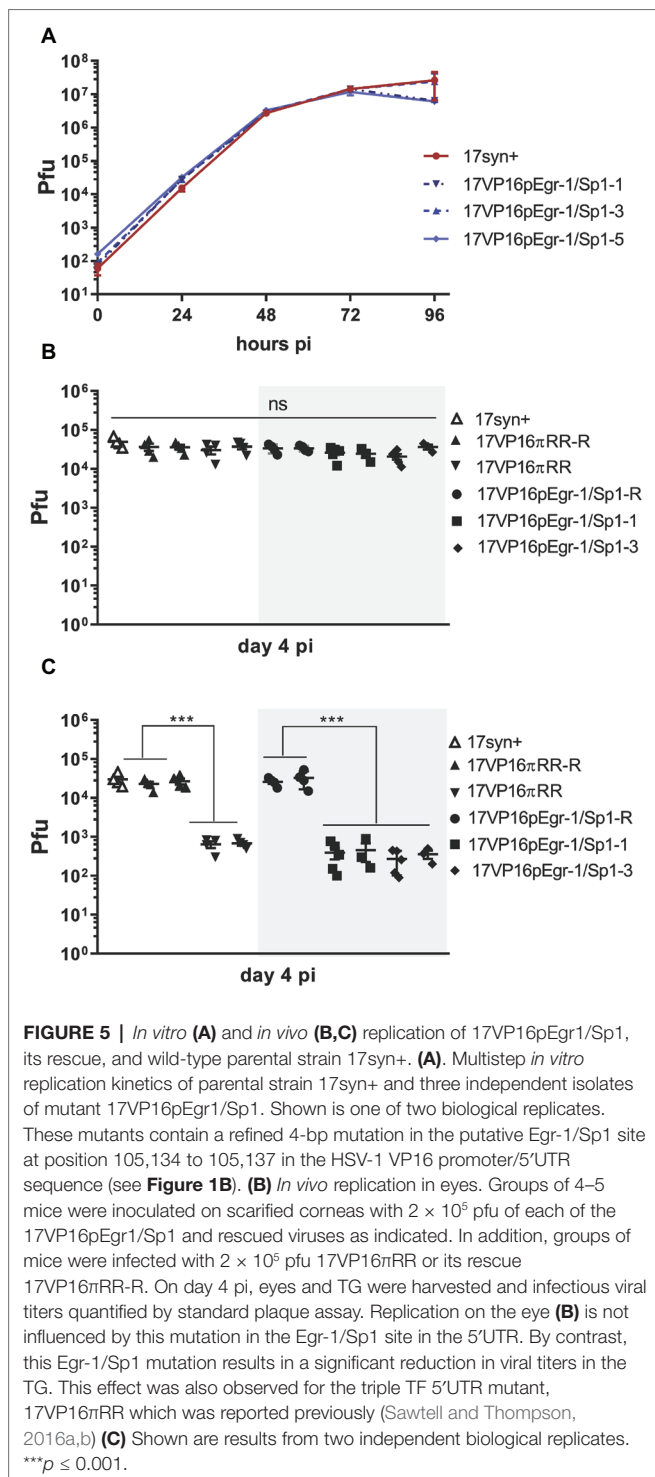 A
10⁸
10⁷
10⁶
10⁵
10⁴
10³
10²
10¹
Pfu
0 24 48 72 96
hours pi
17syn+
17VP16pEgr-1/Sp1-1
17VP16pEgr-1/Sp1-3
17VP16pEgr-1/Sp1-5
B
10⁶
10⁵
10⁴
10³
10²
10¹
10⁰
Pfu
ns
day 4 pi
17syn+
17VP16πRR-R
17VP16πRR
17VP16pEgr-1/Sp1-R
17VP16pEgr-1/Sp1-1
17VP16pEgr-1/Sp1-3
C
10⁶
10⁵
10⁴
10³
10²
10¹
10⁰
Pfu
*** ***
day 4 pi
17syn+
17VP16πRR-R
17VP16πRR
17VP16pEgr-1/Sp1-R
17VP16pEgr-1/Sp1-1
17VP16pEgr-1/Sp1-3
FIGURE 5 | In vitro (A) and in vivo (B,C) replication of 17VP16pEgr1/Sp1,
its rescue, and wild-type parental strain 17syn+. (A). Multistep in vitro
replication kinetics of parental strain 17syn+ and three independent isolates
of mutant 17VP16pEgr1/Sp1. Shown is one of two biological replicates.
These mutants contain a refined 4-bp mutation in the putative Egr-1/Sp1 site
at position 105,134 to 105,137 in the HSV-1 VP16 promoter/5′UTR
sequence (see Figure 1B). (B) In vivo replication in eyes. Groups of 4–5
mice were inoculated on scarified corneas with 2 × 10⁵ pfu of each of the
17VP16pEgr1/Sp1 and rescued viruses as indicated. In addition, groups of
mice were infected with 2 × 10⁵ pfu 17VP16πRR or its rescue
17VP16πRR-R. On day 4 pi, eyes and TG were harvested and infectious viral
titers quantified by standard plaque assay. Replication on the eye (B) is not
influenced by this mutation in the Egr-1/Sp1 site in the 5′UTR. By contrast,
this Egr-1/Sp1 mutation results in a significant reduction in viral titers in the
TG. This effect was also observed for the triple TF 5′UTR mutant,
17VP16πRR which was reported previously (Sawtell and Thompson,
2016a,b) (C) Shown are results from two independent biological replicates.
***p ≤ 0.001.